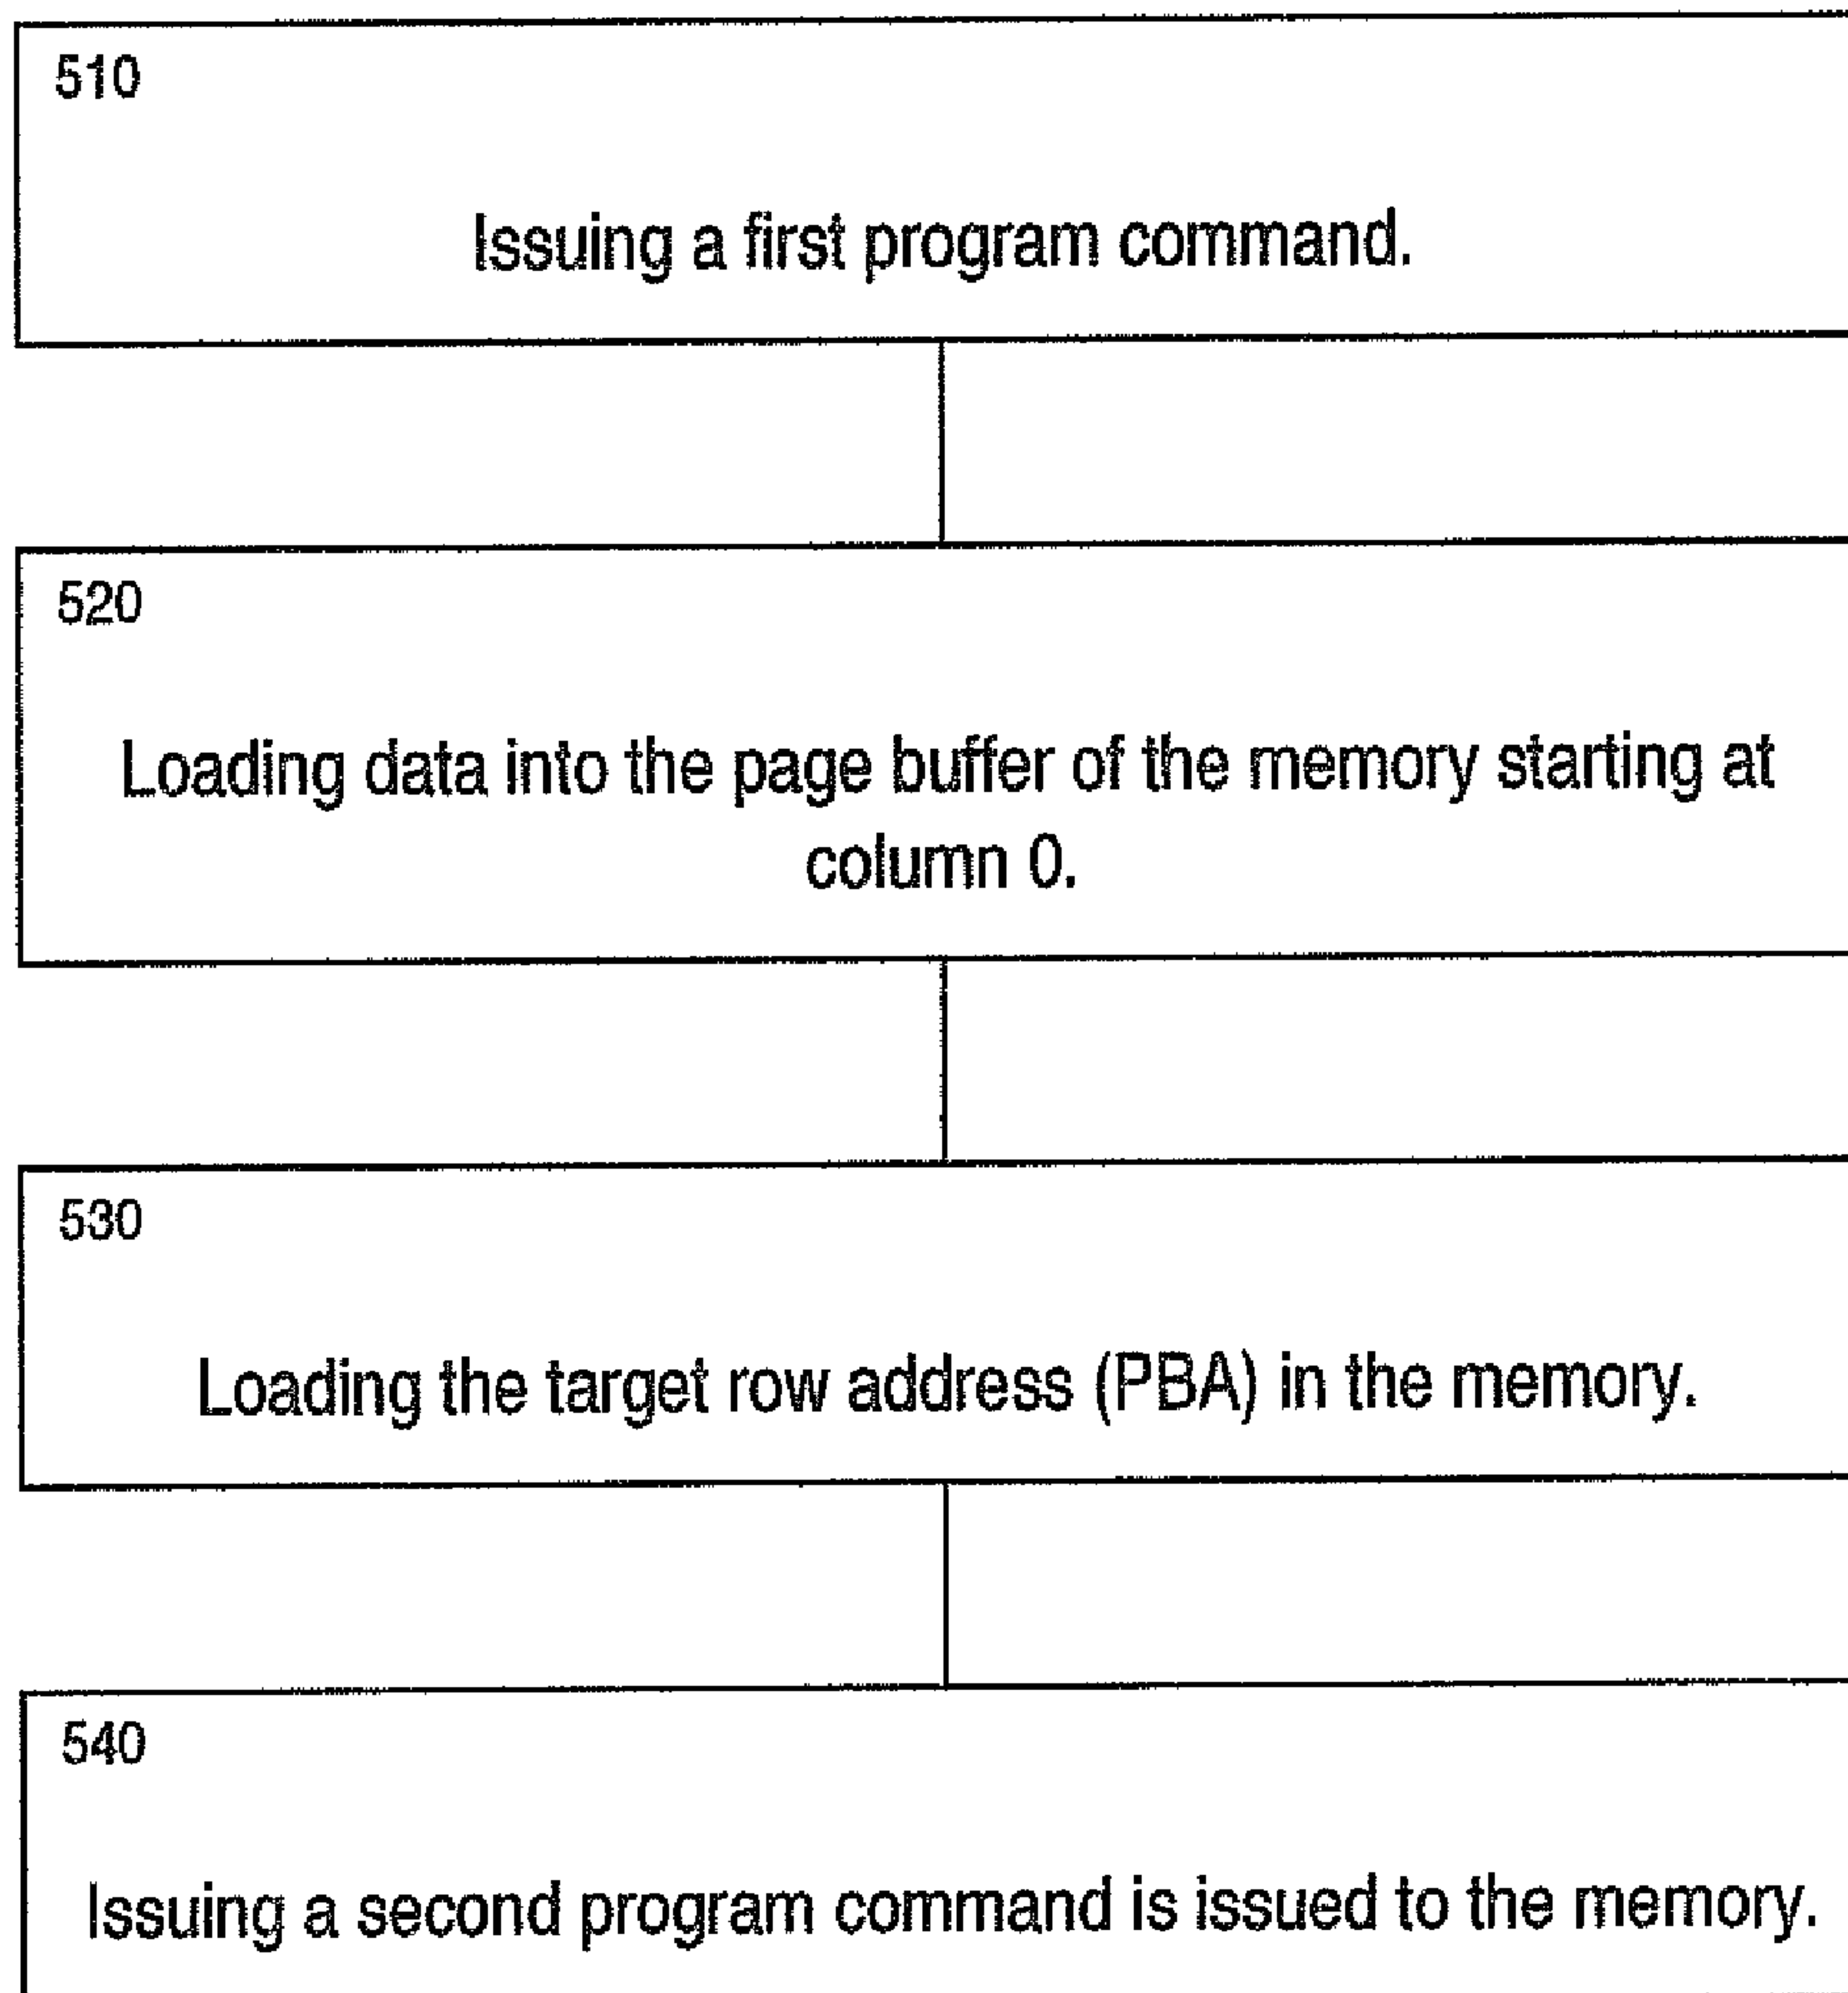 510
Issuing a first program command.
520
Loading data into the page buffer of the memory starting at
column 0.
530
Loading the target row address (PBA) in the memory.
540
Issuing a second program command is issued to the memory.